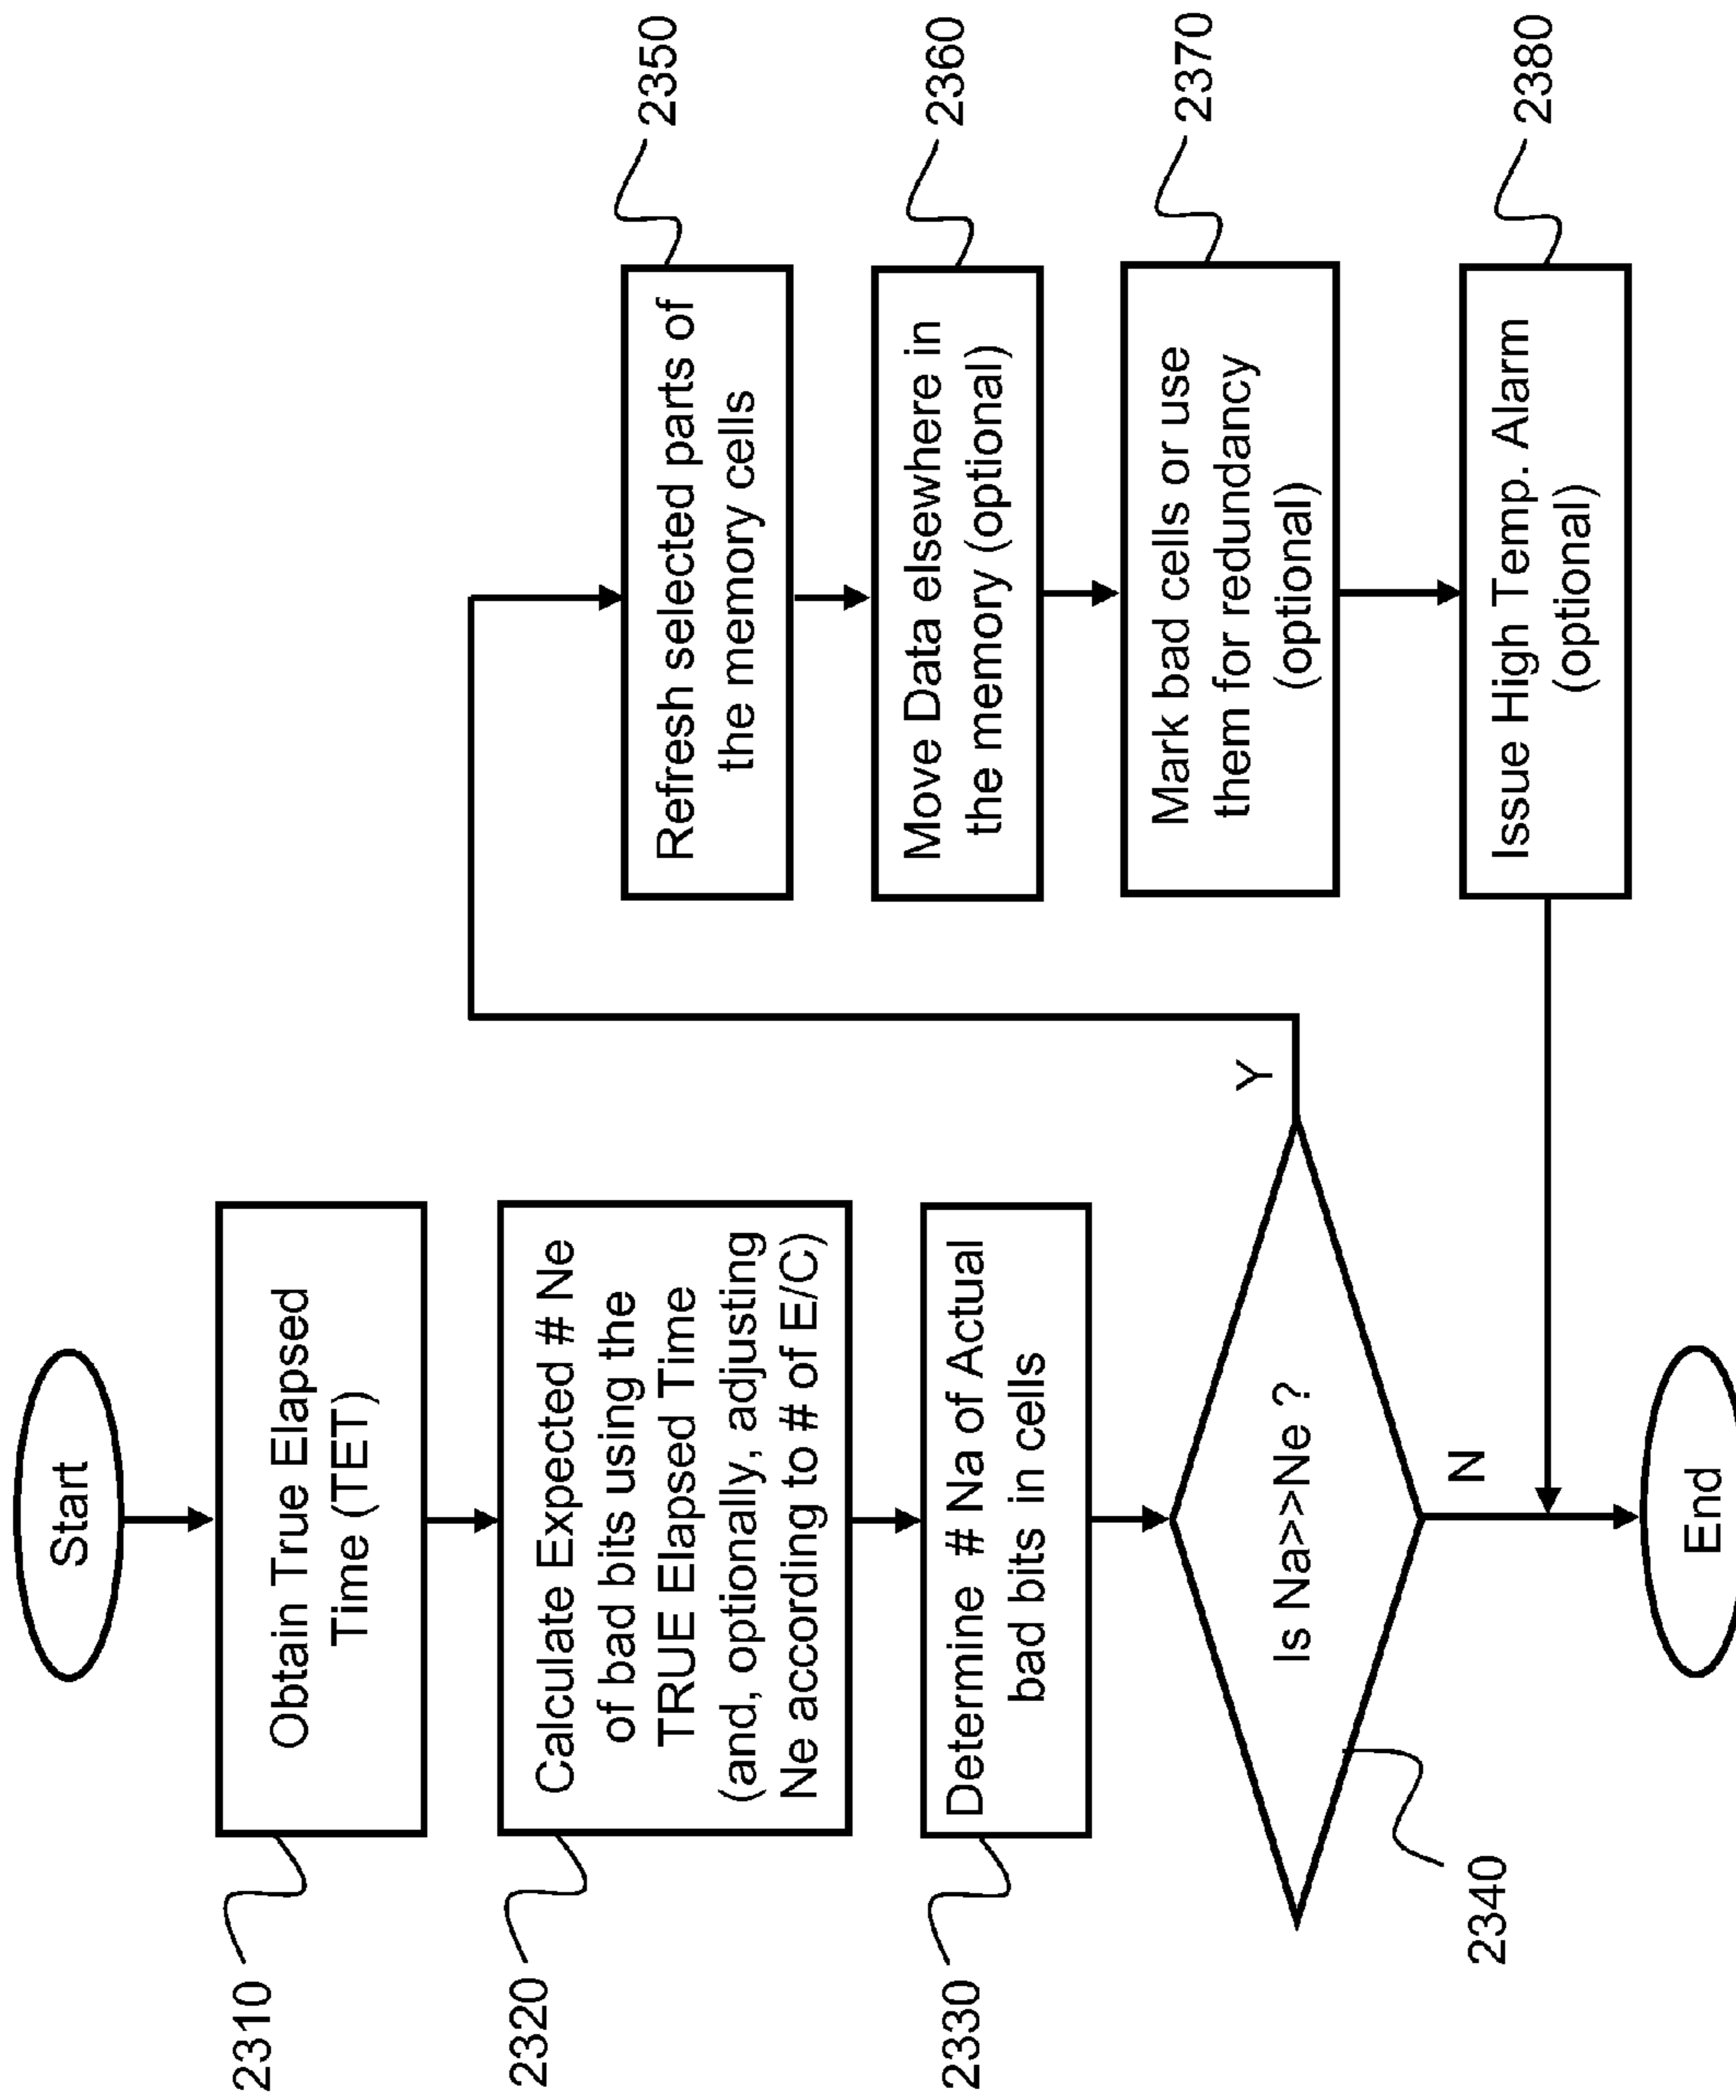 Start
2310
Obtain True Elapsed
Time (TET)
2320
Calculate Expected # Ne
of bad bits using the
TRUE Elapsed Time
(and, optionally, adjusting
Ne according to # of E/C)
2330
Determine # Na of Actual
bad bits in cells
2340
Is Na>>Ne ?
Y
N
End
Refresh selected parts of
the memory cells
2350
Move Data elsewhere in
the memory (optional)
2360
Mark bad cells or use
them for redundancy
(optional)
2370
Issue High Temp. Alarm
(optional)
2380